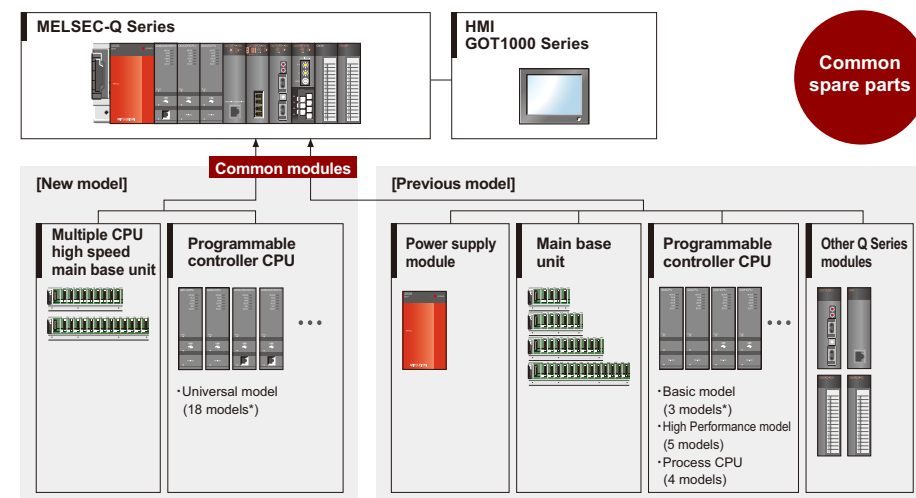 MELSEC-Q Series
HMI
GOT1000 Series
Common
spare parts
Common modules
[New model]
[Previous model]
Multiple CPU
high speed
main base unit
Programmable
controller CPU
・Universal model
(18 models*)
Power supply
module
Main base
unit
Programmable
controller CPU
・Basic model
(3 models*)
・High Performance model
(5 models)
・Process CPU
(4 models)
Other Q Series
modules